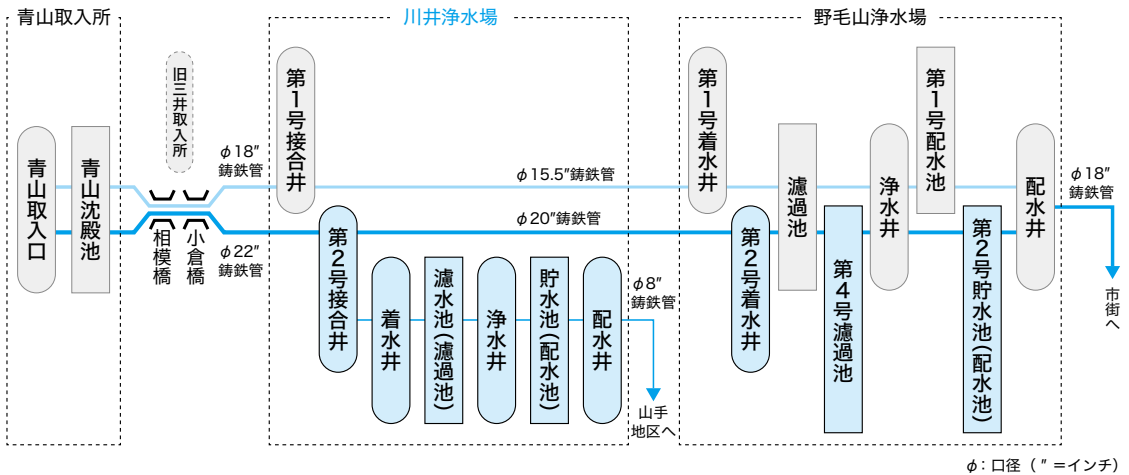 青山取入所
川井浄水場
野毛山浄水場
青山取入口
青山沈殿池
旧三井取入所
相模橋
小倉橋
φ18″
鋳鉄管
φ22″
鋳鉄管
第1号接合井
第2号接合井
着水井
濾水池(濾過池)
浄水井
貯水池(配水池)
配水井
φ8″
鋳鉄管
山手
地区へ
φ15.5″鋳鉄管
φ20″鋳鉄管
第1号着水井
第2号着水井
濾過池
第4号濾過池
浄水井
第1号配水池
第2号貯水池(配水池)
配水井
φ18″
鋳鉄管
市街へ
φ：口径（ ″ ＝インチ）